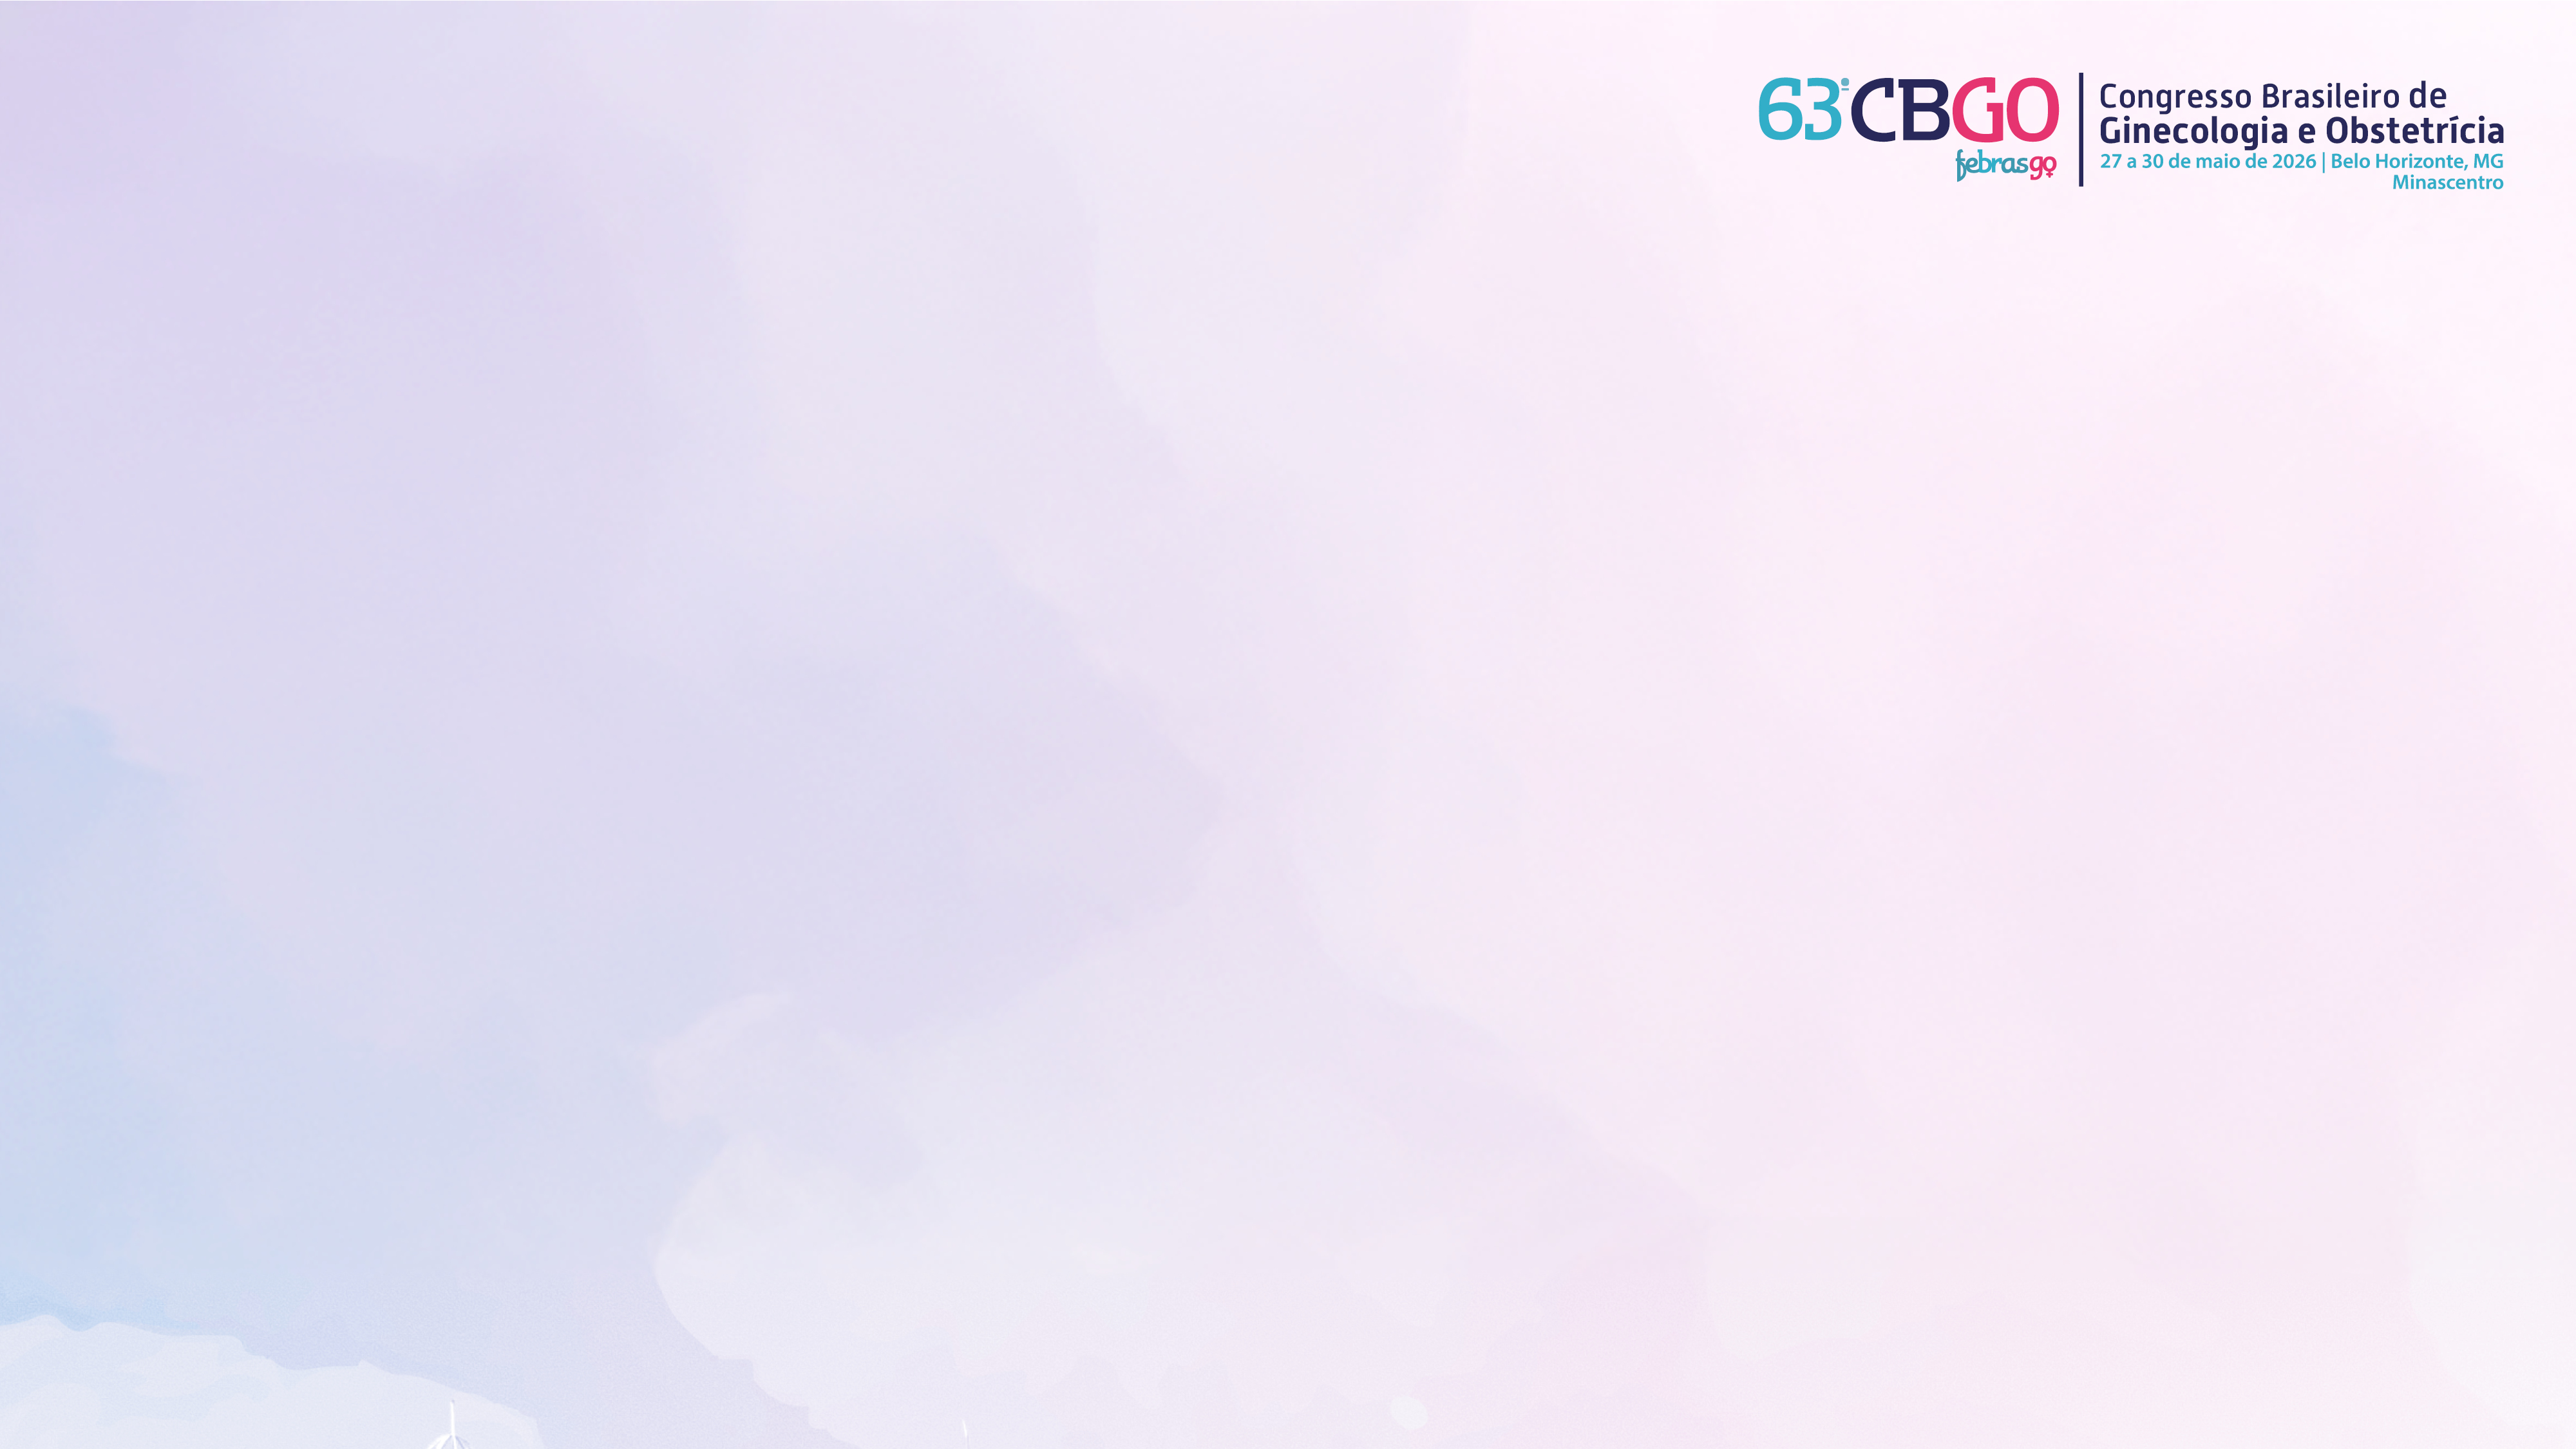 63º CBGO
febrasgo
Congresso Brasileiro de
Ginecologia e Obstetrícia
27 a 30 de maio de 2026 | Belo Horizonte, MG
Minascentro